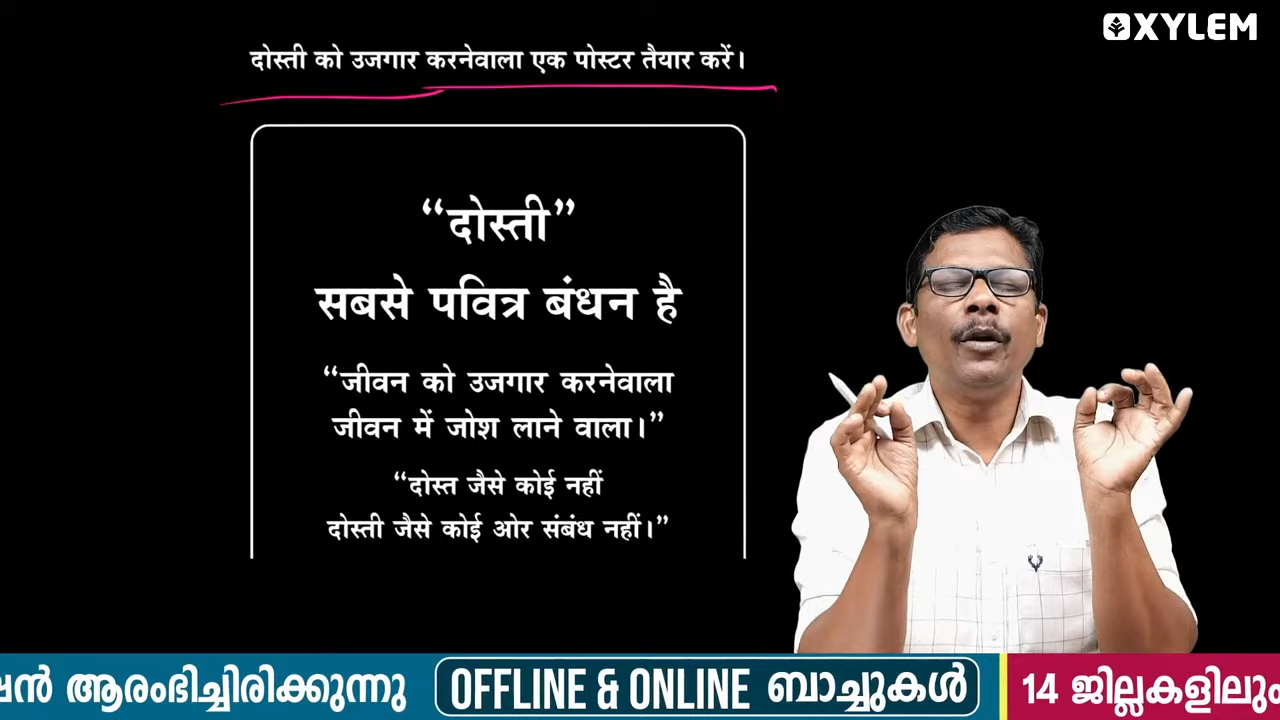 XYLEM
दोस्ती को उजगार करनेवाला एक पोस्टर तैयार करें।
“दोस्ती”
सबसे पवित्र बंधन है
“जीवन को उजगार करनेवाला
जीवन में जोश लाने वाला।”
“दोस्त जैसे कोई नहीं
दोस्ती जैसे कोई ओर संबंध नहीं।”
ആരംഭിച്ചിരിക്കുന്നു
OFFLINE & ONLINE ബാച്ചുകൾ
14 ജില്ലകളിലും